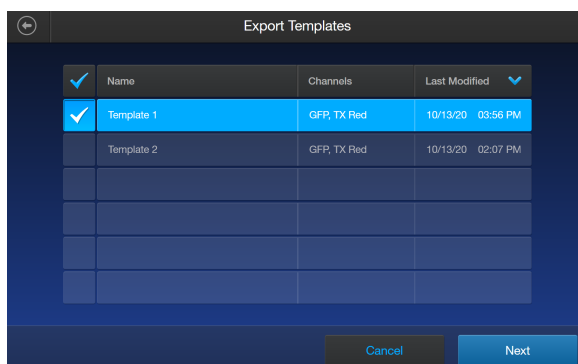 Export Templates
Name Channels Last Modified
Template 1 GFP, TX Red 10/13/20 03:56 PM
Template 2 GFP, TX Red 10/13/20 02:07 PM
Cancel Next